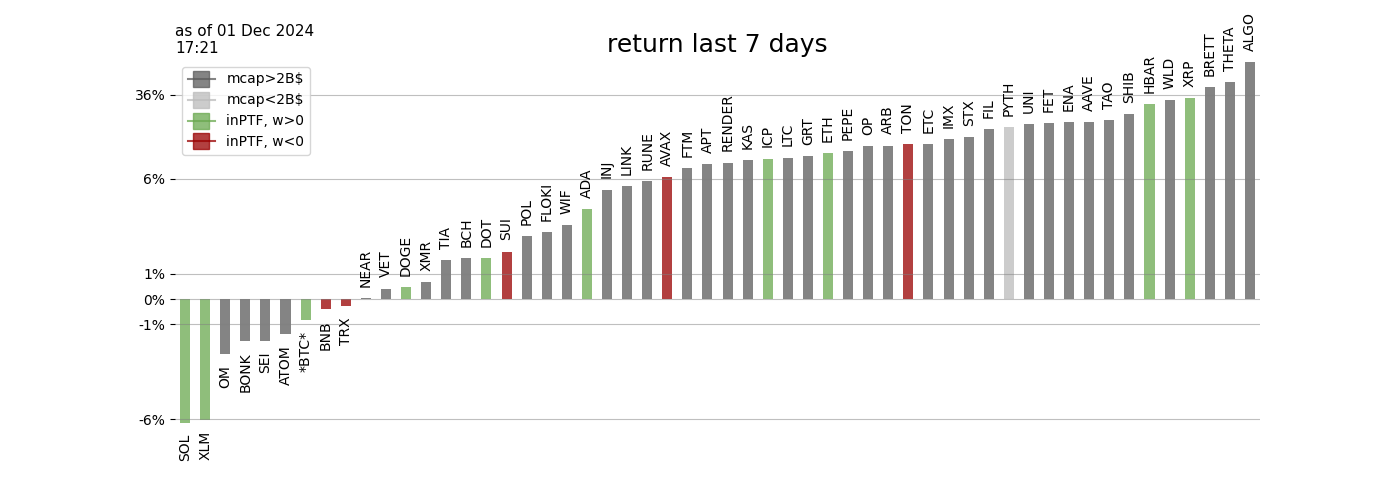 as of 01 Dec 2024
17:21
return last 7 days
mcap>2B$
mcap<2B$
inPTF, w>0
inPTF, w<0
36%
6%
1%
0%
-1%
-6%
SOL
XLM
OM
BONK
SEI
ATOM
*BTC*
BNB
TRX
NEAR
VET
DOGE
XMR
TIA
BCH
DOT
SUI
POL
FLOKI
WIF
ADA
INJ
LINK
RUNE
AVAX
FTM
APT
RENDER
KAS
ICP
LTC
GRT
ETH
PEPE
OP
ARB
TON
ETC
IMX
STX
FIL
PYTH
UNI
FET
ENA
AAVE
TAO
SHIB
HBAR
WLD
XRP
BRETT
THETA
ALGO